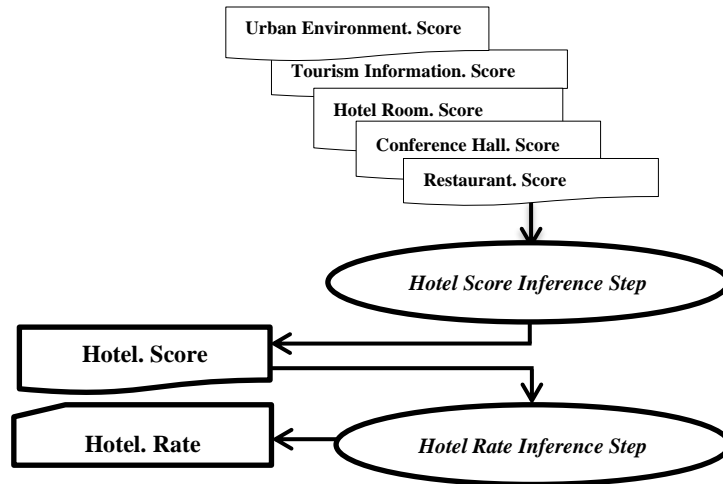 Urban Environment. Score
Tourism Information. Score
Hotel Room. Score
Conference Hall. Score
Restaurant. Score
Hotel Score Inference Step
Hotel. Score
Hotel. Rate
Hotel Rate Inference Step